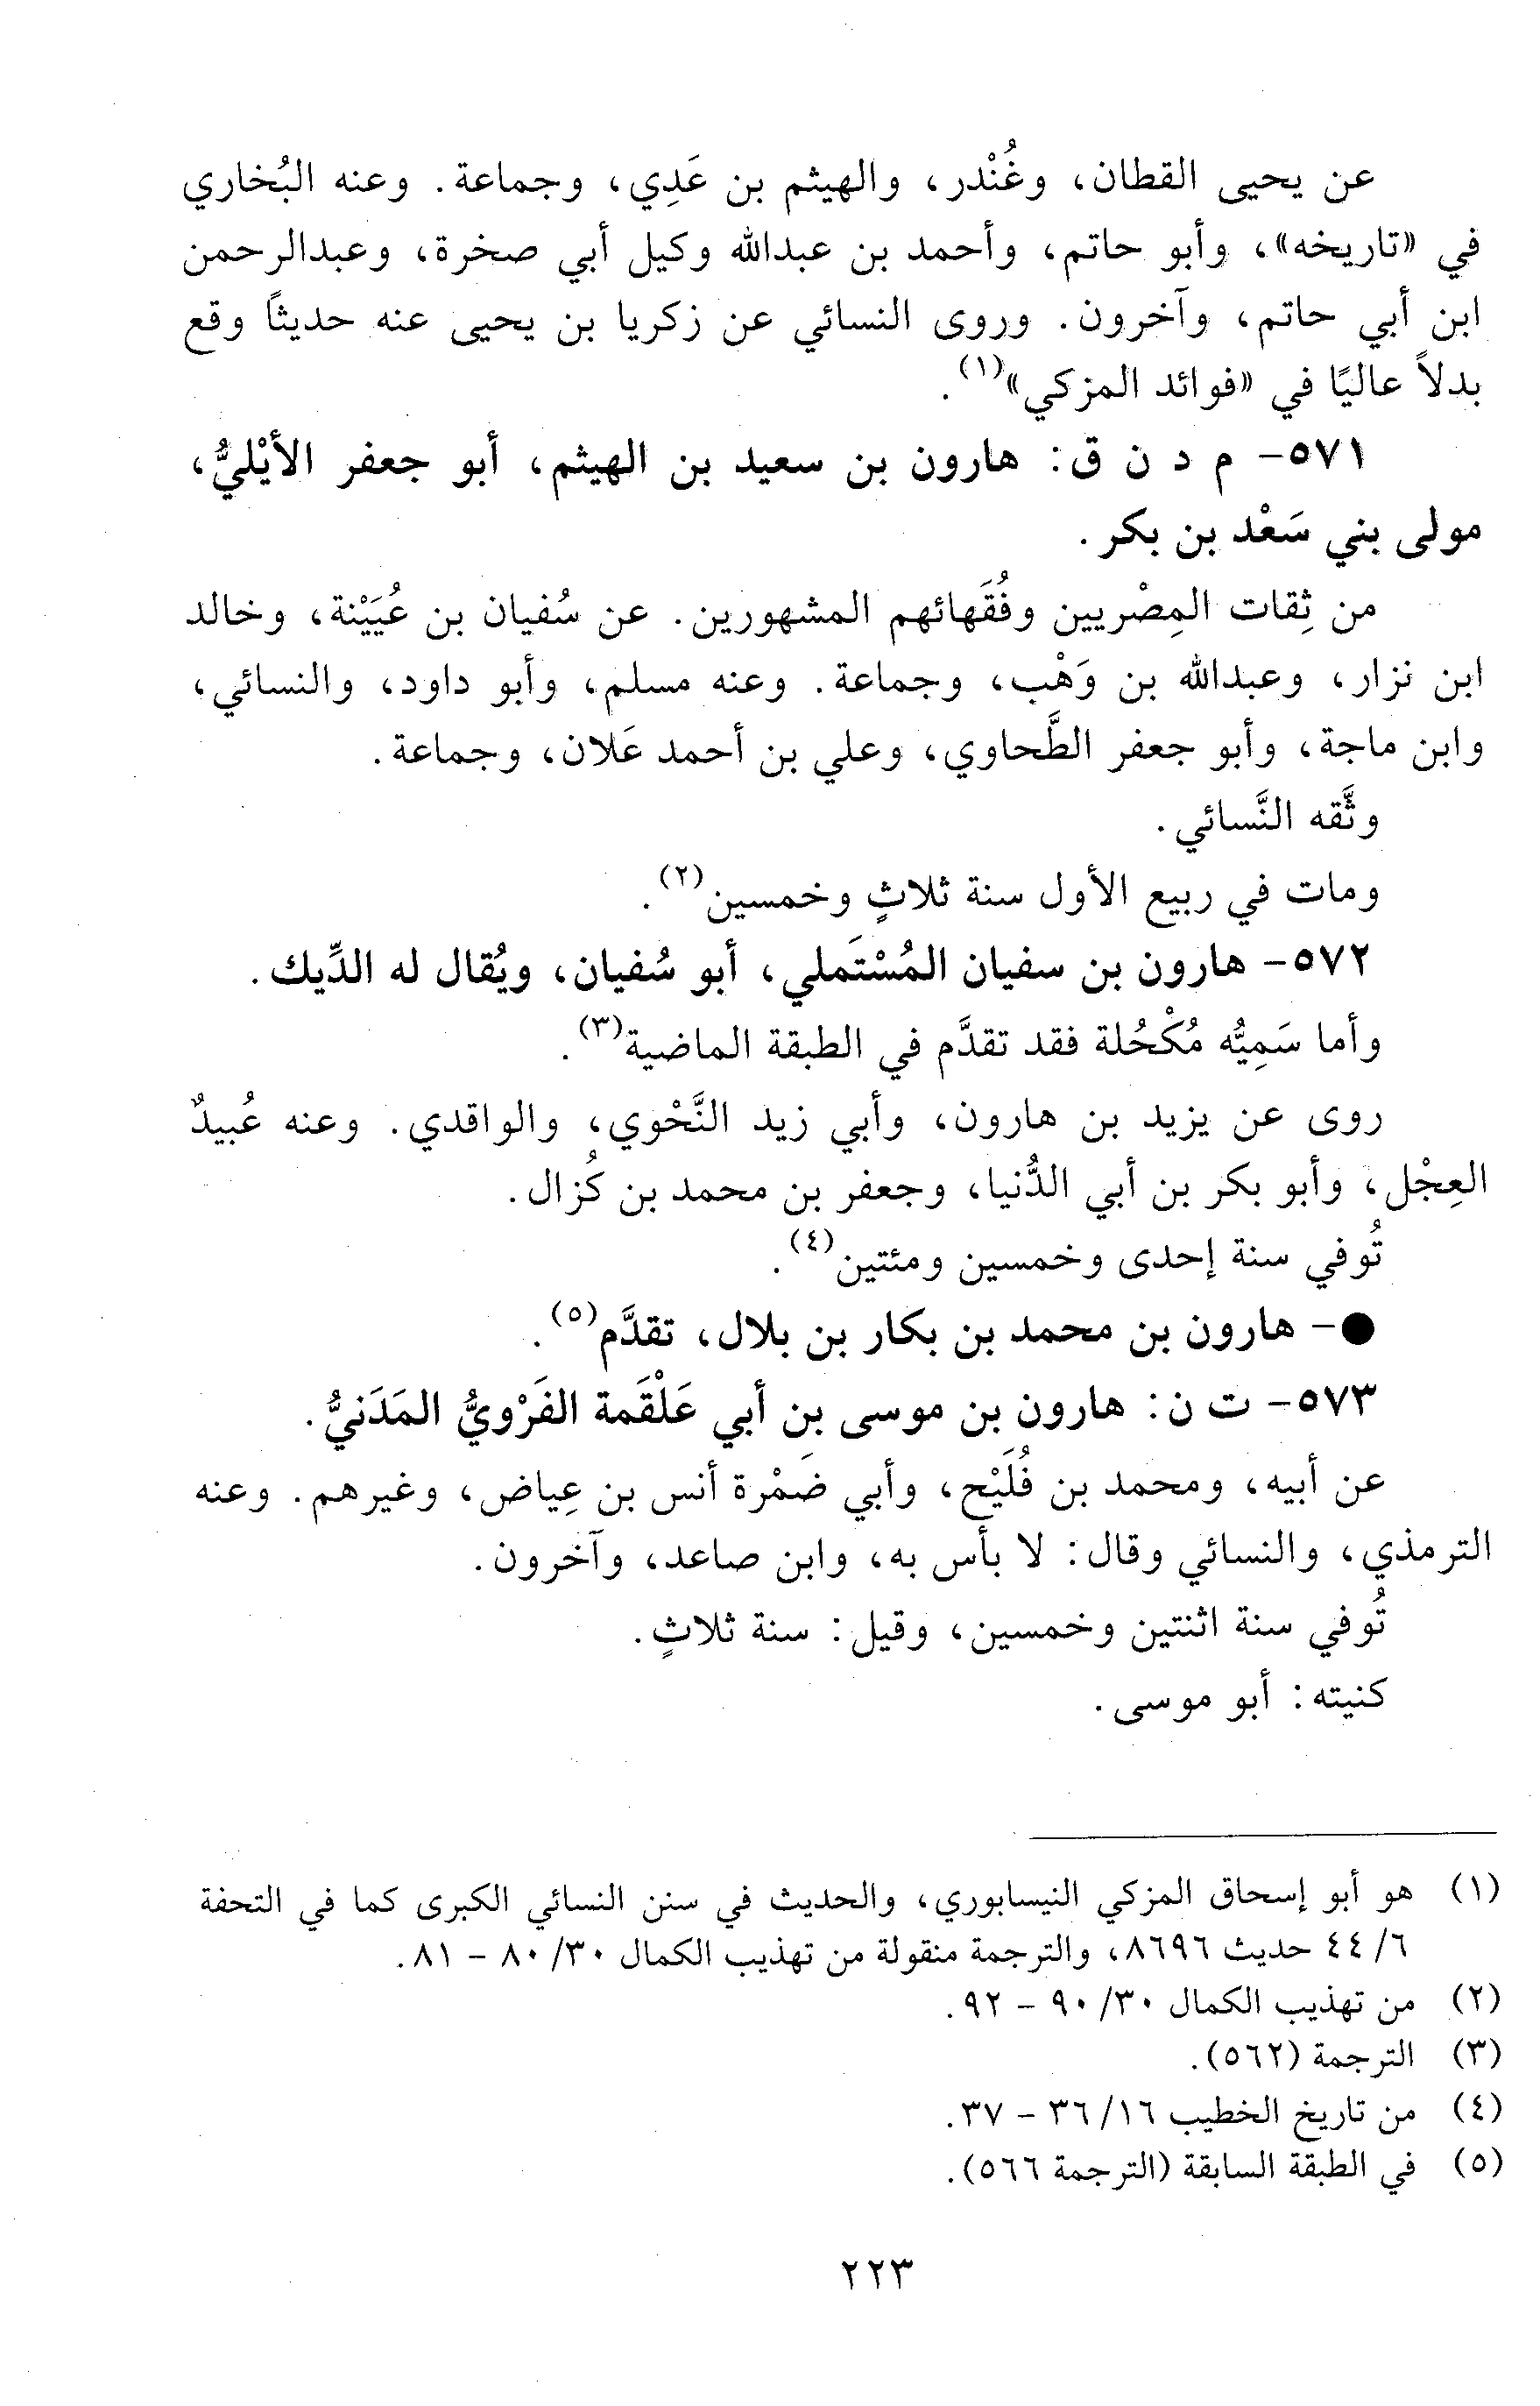 عن يحيى القطان، وغُنْدر، والهيثم بن عَدِي، وجماعة. وعنه البُخاري
في «تاريخه»، وأبو حاتم، وأحمد بن عبدالله وكيل أبي صخرة، وعبدالرحمن
ابن أبي حاتم، وآخرون. وروى النسائي عن زكريا بن يحيى عنه حديثًا وقع
بدلاً عاليًا في «فوائد المزكي»(١).
٥٧١- م د ن ق: هارون بن سعيد بن الهيثم، أبو جعفر الأيْليُّ،
مولى بني سَعْد بن بكر.
من ثِقات المِصْريين وفُقَهائهم المشهورين. عن سُفيان بن عُيَيْنة، وخالد
ابن نزار، وعبدالله بن وَهْب، وجماعة. وعنه مسلم، وأبو داود، والنسائي،
وابن ماجة، وأبو جعفر الطَّحاوي، وعلي بن أحمد عَلان، وجماعة.
وثَّقه النَّسائي.
ومات في ربيع الأول سنة ثلاثٍ وخمسين(٢).
٥٧٢- هارون بن سفيان المُسْتَملي، أبو سُفيان، ويُقال له الدِّيك.
وأما سَمِيُّه مُكْحُلة فقد تقدَّم في الطبقة الماضية(٣).
روى عن يزيد بن هارون، وأبي زيد النَّحْوي، والواقدي. وعنه عُبيدٌ
العِجْل، وأبو بكر بن أبي الدُّنيا، وجعفر بن محمد بن كُزال.
تُوفي سنة إحدى وخمسين ومئتين(٤).
●- هارون بن محمد بن بكار بن بلال، تقدَّم(٥).
٥٧٣- ت ن: هارون بن موسى بن أبي عَلْقَمة الفَرْويُّ المَدَنيُّ.
عن أبيه، ومحمد بن فُلَيْح، وأبي ضَمْرة أنس بن عِياض، وغيرهم. وعنه
الترمذي، والنسائي وقال: لا بأس به، وابن صاعد، وآخرون.
تُوفي سنة اثنتين وخمسين، وقيل: سنة ثلاثٍ.
كنيته: أبو موسى.
(١) هو أبو إسحاق المزكي النيسابوري، والحديث في سنن النسائي الكبرى كما في التحفة
٦/ ٤٤ حديث ٨٦٩٦، والترجمة منقولة من تهذيب الكمال ٣٠/ ٨٠ - ٨١.
(٢) من تهذيب الكمال ٣٠/ ٩٠ - ٩٢.
(٣) الترجمة (٥٦٢).
(٤) من تاريخ الخطيب ١٦/ ٣٦ - ٣٧.
(٥) في الطبقة السابقة (الترجمة ٥٦٦).
٢٢٣